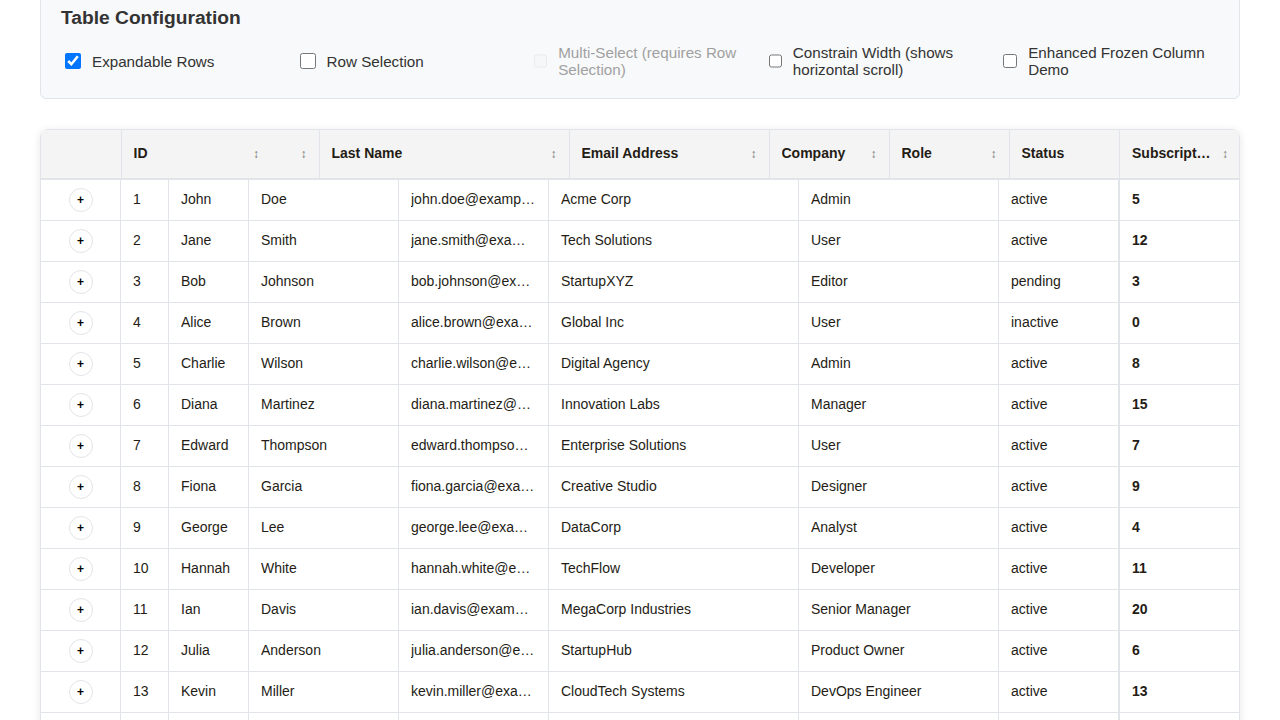 Table Configuration
Expandable Rows
Row Selection
Multi-Select (requires Row
Selection)
Constrain Width (shows
horizontal scroll)
Enhanced Frozen Column
Demo
ID ↕ ↕ Last Name ↕ Email Address ↕ Company ↕ Role ↕ Status Subscript… ↕
+ 1 John Doe john.doe@examp… Acme Corp Admin active 5
+ 2 Jane Smith jane.smith@exa… Tech Solutions User active 12
+ 3 Bob Johnson bob.johnson@ex… StartupXYZ Editor pending 3
+ 4 Alice Brown alice.brown@exa… Global Inc User inactive 0
+ 5 Charlie Wilson charlie.wilson@e… Digital Agency Admin active 8
+ 6 Diana Martinez diana.martinez@… Innovation Labs Manager active 15
+ 7 Edward Thompson edward.thompso… Enterprise Solutions User active 7
+ 8 Fiona Garcia fiona.garcia@exa… Creative Studio Designer active 9
+ 9 George Lee george.lee@exa… DataCorp Analyst active 4
+ 10 Hannah White hannah.white@e… TechFlow Developer active 11
+ 11 Ian Davis ian.davis@exam… MegaCorp Industries Senior Manager active 20
+ 12 Julia Anderson julia.anderson@e… StartupHub Product Owner active 6
+ 13 Kevin Miller kevin.miller@exa… CloudTech Systems DevOps Engineer active 13